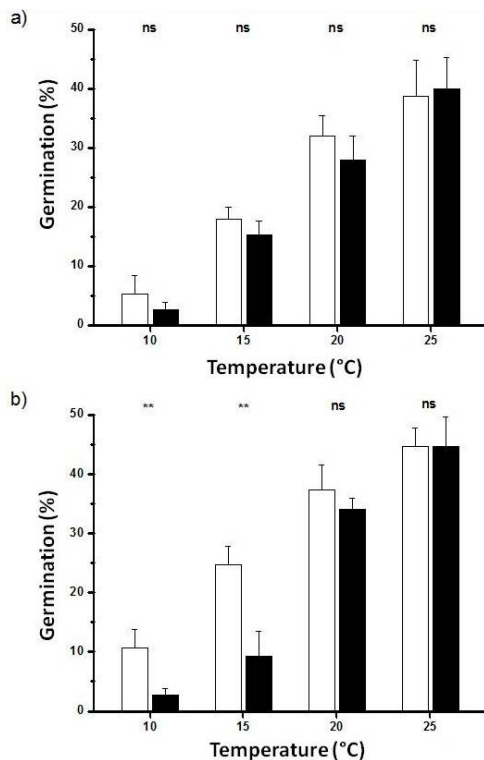 a)
ns ns ns ns
50
40
30
20
10
0
Germination (%)
10 15 20 25
Temperature (°C)
b)
** ** ns ns
50
40
30
20
10
0
Germination (%)
10 15 20 25
Temperature (°C)